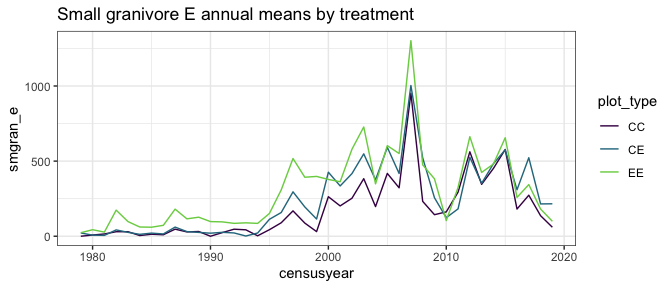 Small granivore E annual means by treatment
smgran_e
1000
500
0
1980
1990
2000
2010
2020
censusyear
plot_type
CC
CE
EE